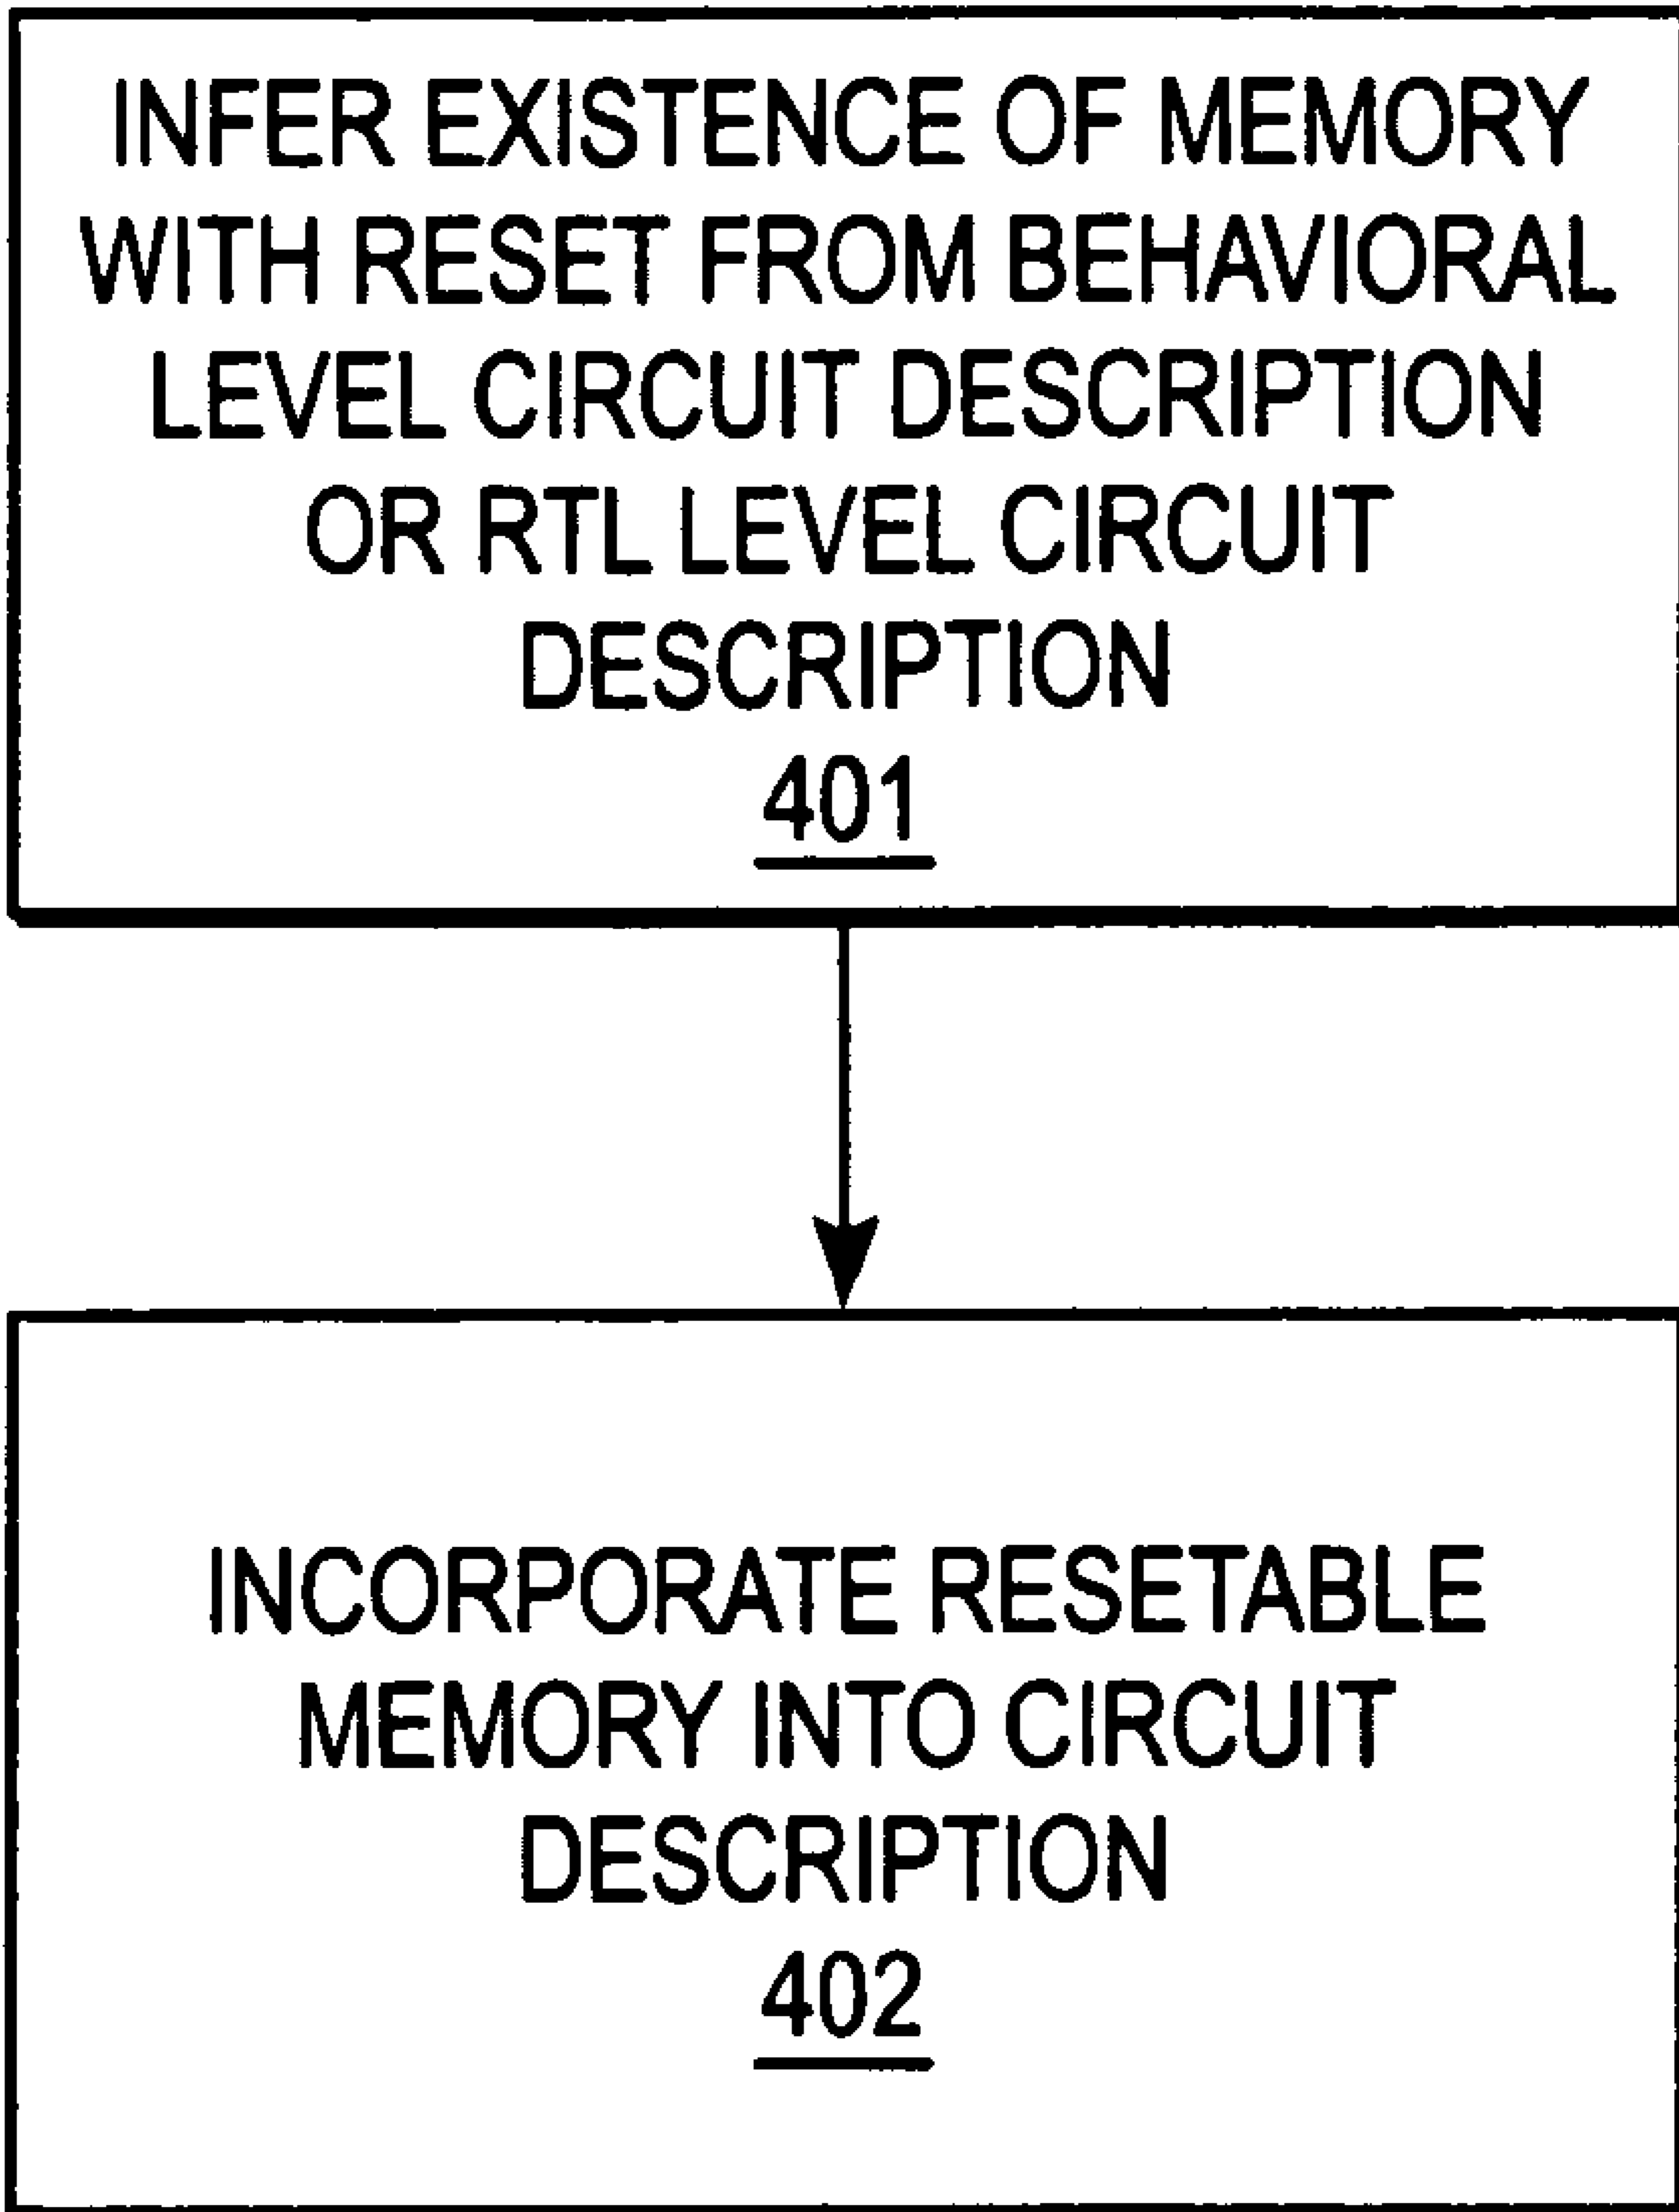 INFER EXISTENCE OF MEMORY
WITH RESET FROM BEHAVIORAL
LEVEL CIRCUIT DESCRIPTION
OR RTL LEVEL CIRCUIT
DESCRIPTION
401
INCORPORATE RESETABLE
MEMORY INTO CIRCUIT
DESCRIPTION
402